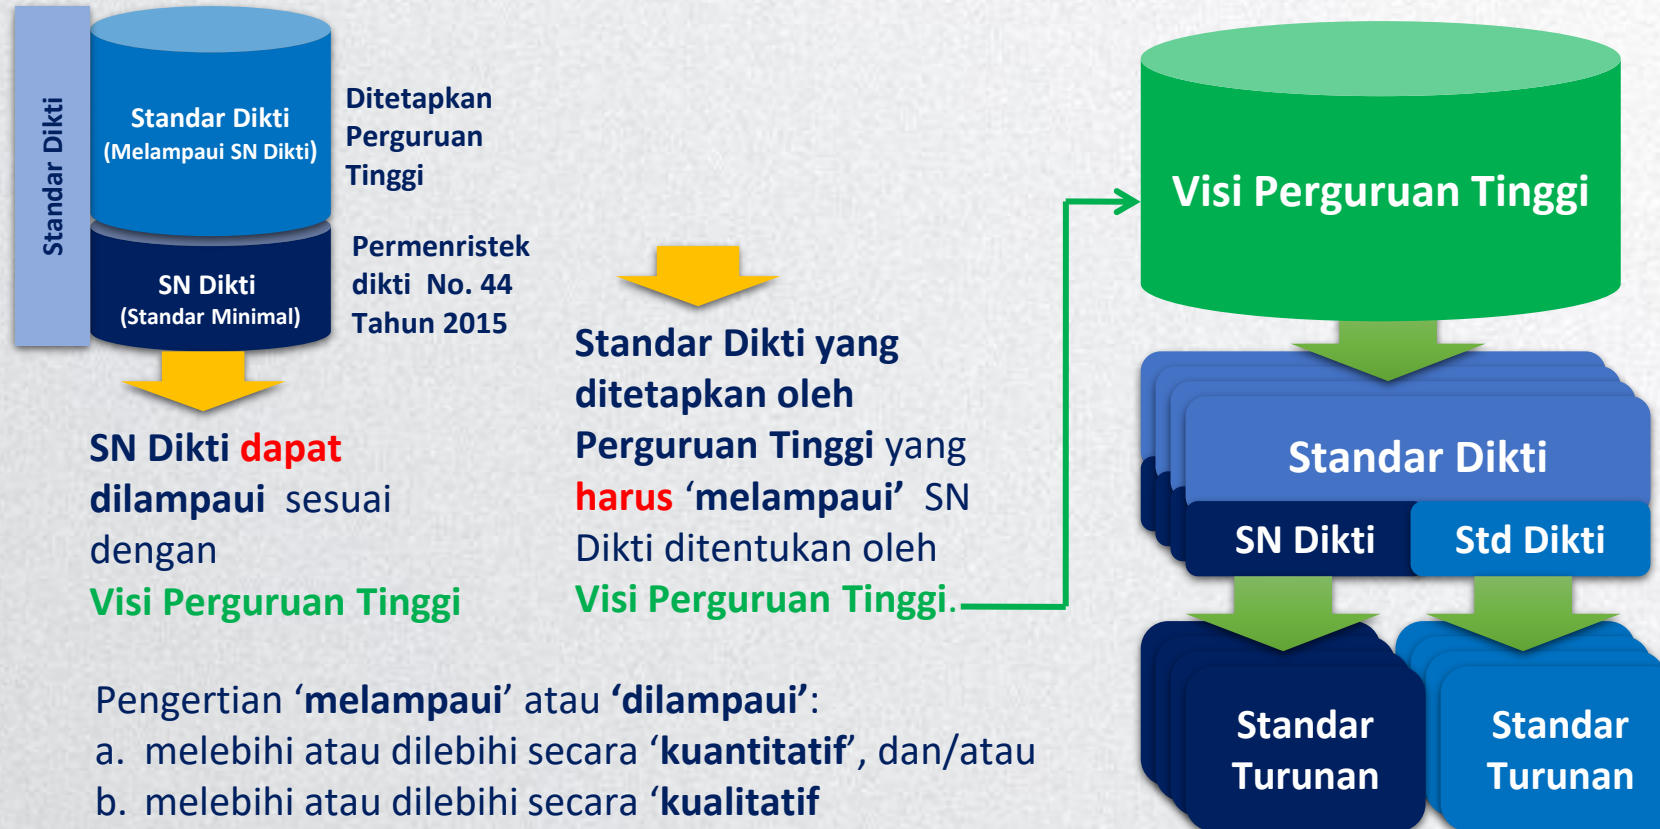 Standar Dikti
Standar Dikti
(Melampaui SN Dikti)
SN Dikti
(Standar Minimal)
Ditetapkan
Perguruan
Tinggi
Permenristek
dikti No. 44
Tahun 2015
SN Dikti dapat
dilampaui sesuai
dengan
Visi Perguruan Tinggi
Standar Dikti yang
ditetapkan oleh
Perguruan Tinggi yang
harus ‘melampaui’ SN
Dikti ditentukan oleh
Visi Perguruan Tinggi.
Visi Perguruan Tinggi
Standar Dikti
SN Dikti
Std Dikti
Standar
Turunan
Standar
Turunan
Pengertian ‘melampaui’ atau ‘dilampaui’:
a. melebihi atau dilebihi secara ‘kuantitatif’, dan/atau
b. melebihi atau dilebihi secara ‘kualitatif